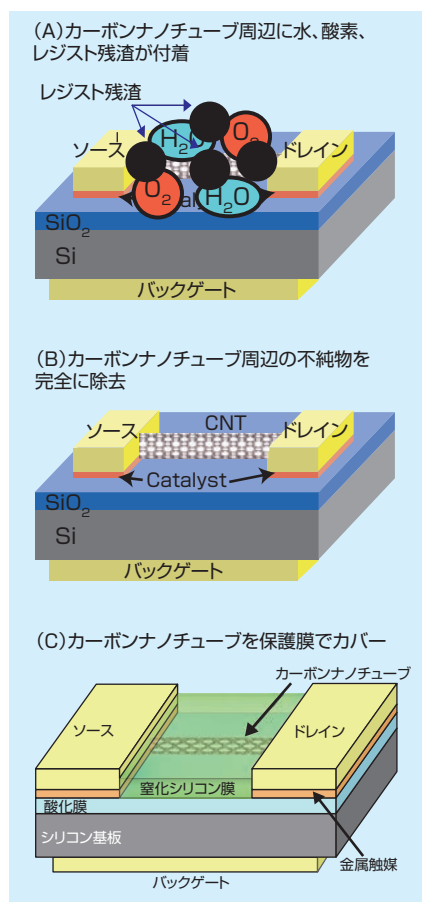 (A)カーボンナノチューブ周辺に水、酸素、
レジスト残渣が付着
レジスト残渣
ソース
H₂O
O₂
ドレイン
O₂
H₂O
SiO₂
Si
バックゲート
(B)カーボンナノチューブ周辺の不純物を
完全に除去
CNT
ソース
ドレイン
Catalyst
SiO₂
Si
バックゲート
(C)カーボンナノチューブを保護膜でカバー
カーボンナノチューブ
ソース
ドレイン
窒化シリコン膜
酸化膜
シリコン基板
金属触媒
バックゲート